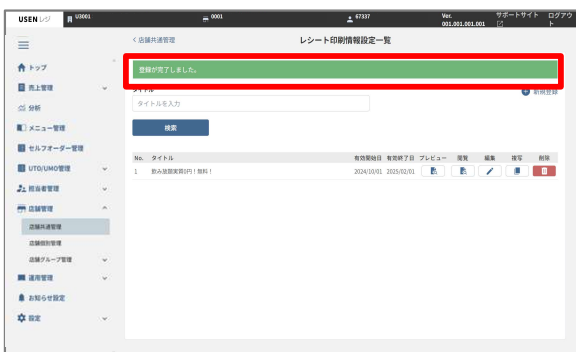 USEN レジ
U3001
0001
67337
Ver.
001.001.001.001
サポートサイト
ログアウト
トップ
売上管理
分析
メニュー管理
セルフオーダー管理
UTO/UMO管理
担当者管理
店舗管理
店舗共通管理
店舗個別管理
店舗グループ管理
運用管理
お知らせ設定
設定
< 店舗共通管理
レシート印刷情報設定一覧
登録が完了しました。
タイトル
新規登録
タイトルを入力
検索
No. タイトル 有効開始日 有効終了日 プレビュー 閲覧 編集 複写 削除
1 飲み放題実質0円！無料！ 2024/10/01 2025/02/01